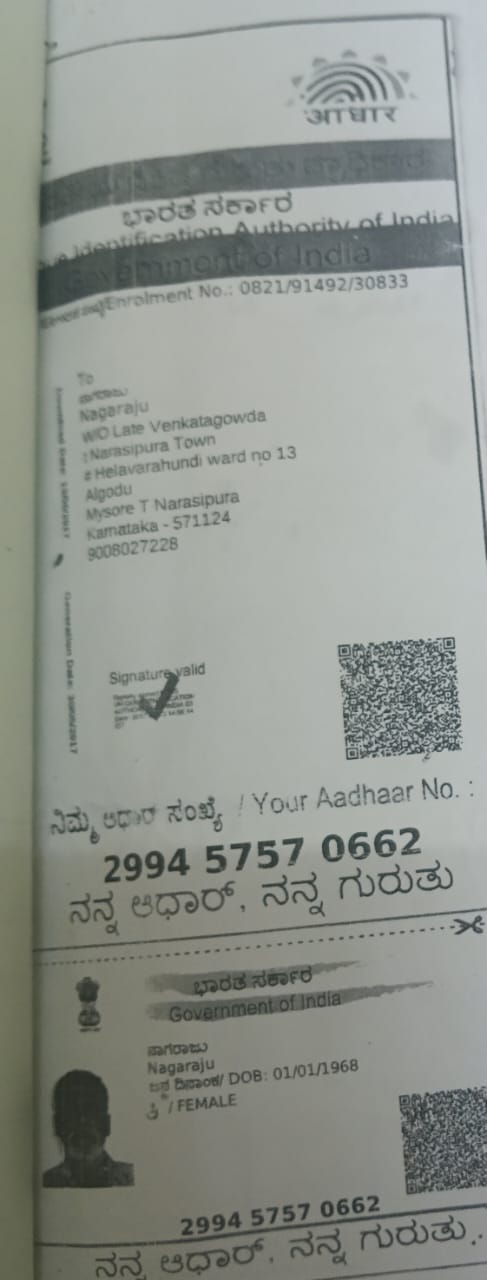 आधार
ಭಾರತ ಸರ್ಕಾರ
Identification Authority of India
Government of India
Enrolment No.: 0821/91492/30833
To
ನಾಗರಾಜು
Nagaraju
W/O Late Venkatagowda
t Narasipura Town
# Helavarahundi ward no 13
Algodu
Mysore T Narasipura
Karnataka - 571124
9008027228
Signature valid
ನಿಮ್ಮ ಆಧಾರ್ ಸಂಖ್ಯೆ / Your Aadhaar No. :
2994 5757 0662
ನನ್ನ ಆಧಾರ್, ನನ್ನ ಗುರುತು
ಭಾರತ ಸರ್ಕಾರ
Government of India
ನಾಗರಾಜು
Nagaraju
ಜನ್ಮ ದಿನಾಂಕ/ DOB: 01/01/1968
/ FEMALE
2994 5757 0662
ನನ್ನ ಆಧಾರ್, ನನ್ನ ಗುರುತು